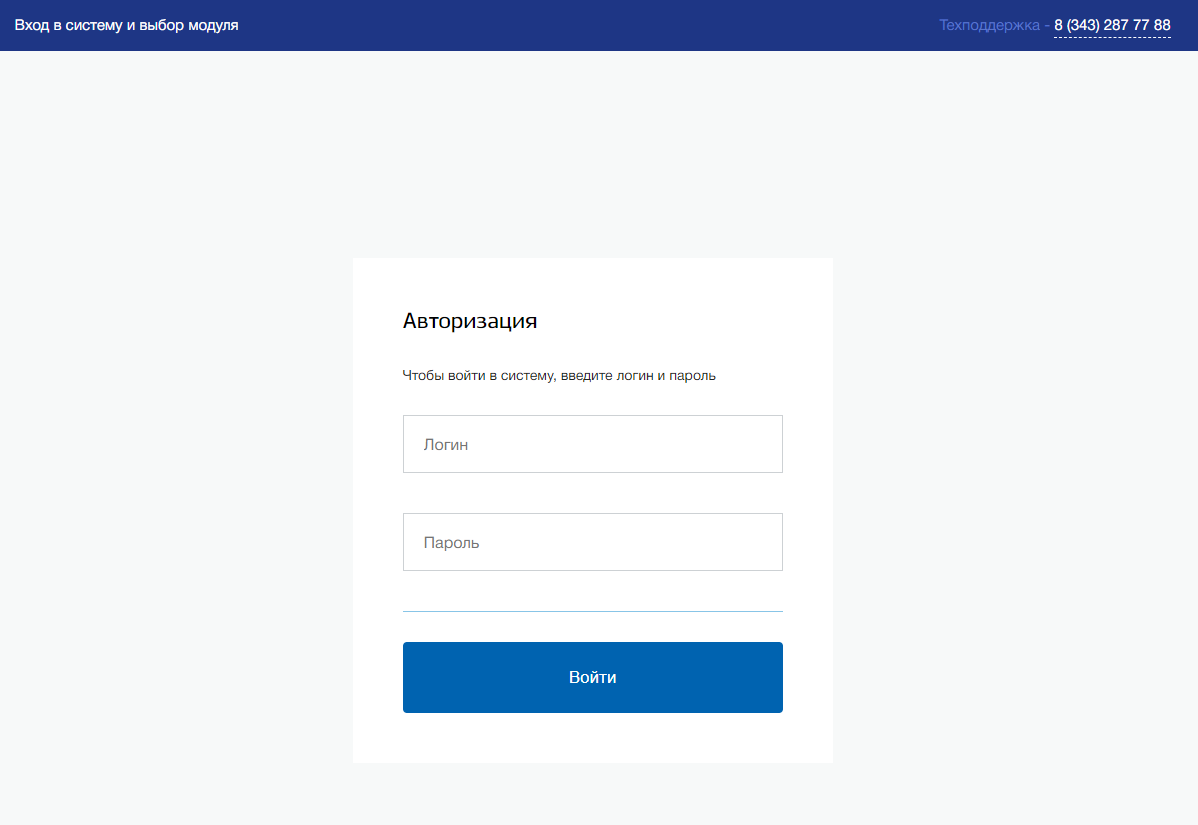 Вход в систему и выбор модуля
Техподдержка - 8 (343) 287 77 88
Авторизация
Чтобы войти в систему, введите логин и пароль
Логин
Пароль
Войти